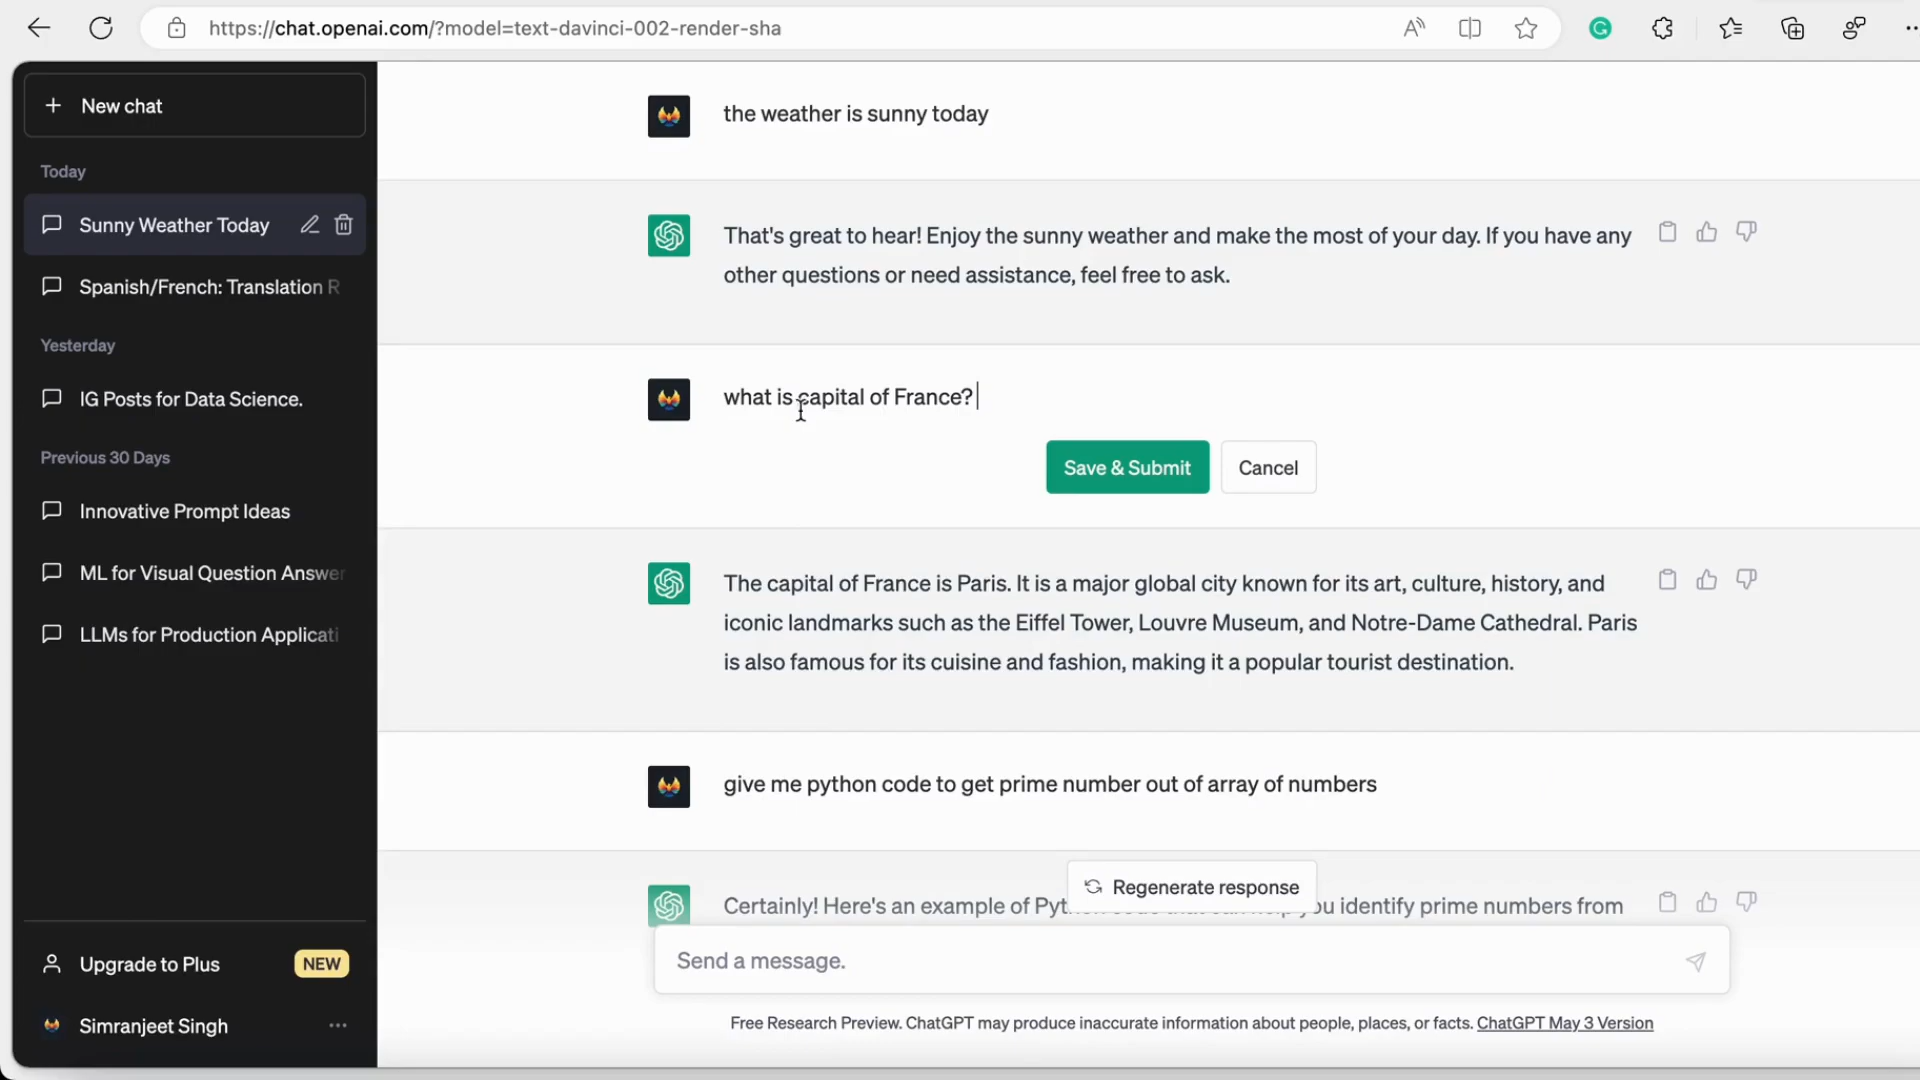 https://chat.openai.com/?model=text-davinci-002-render-sha
New chat
Today
Sunny Weather Today
Spanish/French: Translation R
Yesterday
IG Posts for Data Science.
Previous 30 Days
Innovative Prompt Ideas
ML for Visual Question Answer
LLMs for Production Applicati
Upgrade to Plus NEW
Simranjeet Singh
the weather is sunny today
That's great to hear! Enjoy the sunny weather and make the most of your day. If you have any
other questions or need assistance, feel free to ask.
what is capital of France?
Save & Submit Cancel
The capital of France is Paris. It is a major global city known for its art, culture, history, and
iconic landmarks such as the Eiffel Tower, Louvre Museum, and Notre-Dame Cathedral. Paris
is also famous for its cuisine and fashion, making it a popular tourist destination.
give me python code to get prime number out of array of numbers
Regenerate response
Certainly! Here's an example of Python code that can help you identify prime numbers from
Send a message.
Free Research Preview. ChatGPT may produce inaccurate information about people, places, or facts. ChatGPT May 3 Version